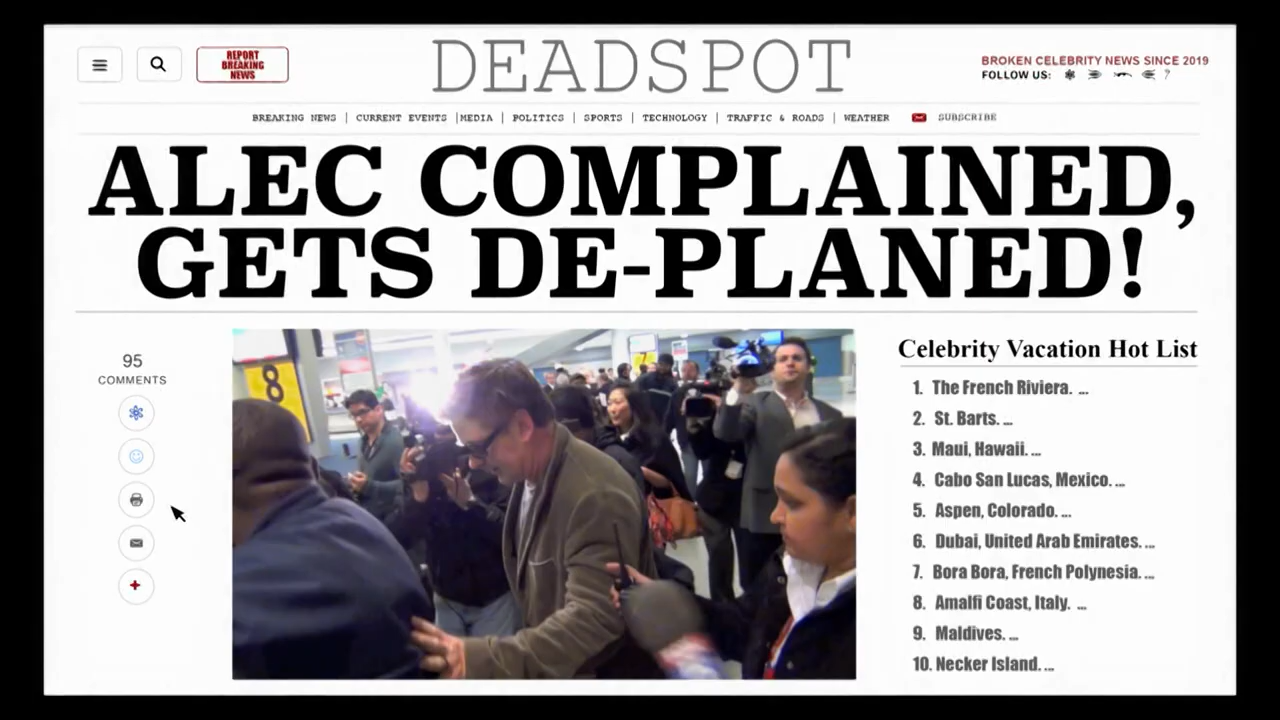 REPORT
BREAKING
NEWS
DEADSPOT
BROKEN CELEBRITY NEWS SINCE 2019
FOLLOW US:
BREAKING NEWS | CURRENT EVENTS |MEDIA | POLITICS | SPORTS | TECHNOLOGY | TRAFFIC & ROADS | WEATHER SUBSCRIBE
ALEC COMPLAINED,
GETS DE-PLANED!
95
COMMENTS
8
7
Celebrity Vacation Hot List
1. The French Riviera. ...
2. St. Barts. ...
3. Maui, Hawaii. ...
4. Cabo San Lucas, Mexico. ...
5. Aspen, Colorado. ...
6. Dubai, United Arab Emirates. ...
7. Bora Bora, French Polynesia. ...
8. Amalfi Coast, Italy. ...
9. Maldives. ...
10. Necker Island. ...